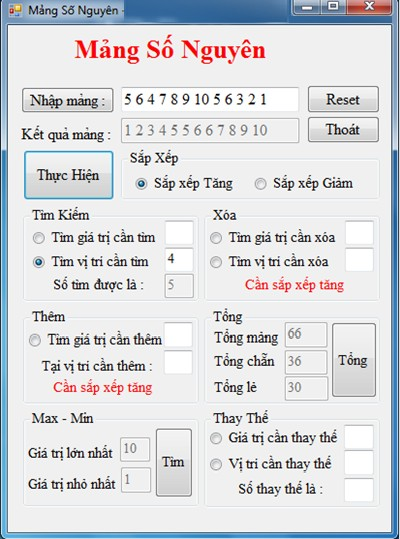 Mảng Số Nguyên -
Mảng Số Nguyên
Nhập mảng : 5 6 4 7 8 9 10 5 6 3 2 1 Reset
Kết quả mảng : 1 2 3 4 5 5 6 6 7 8 9 10 Thoát
Thực Hiện
Sắp Xếp
Sắp xếp Tăng Sắp xếp Giảm
Tìm Kiếm
Tìm giá trị cần tìm
Tìm vị trí cần tìm 4
Số tìm được là : 5
Xóa
Tìm giá trị cần xóa
Tìm vị trí cần xóa
Cần sắp xếp tăng
Thêm
Tìm giá trị cần thêm
Tại vị trí cần thêm :
Cần sắp xếp tăng
Tổng
Tổng mảng 66
Tổng chẵn 36
Tổng lẻ 30
Tổng
Max - Min
Giá trị lớn nhất 10
Giá trị nhỏ nhất 1
Tìm
Thay Thế
Giá trị cần thay thế
Vị trí cần thay thế
Số thay thế là :